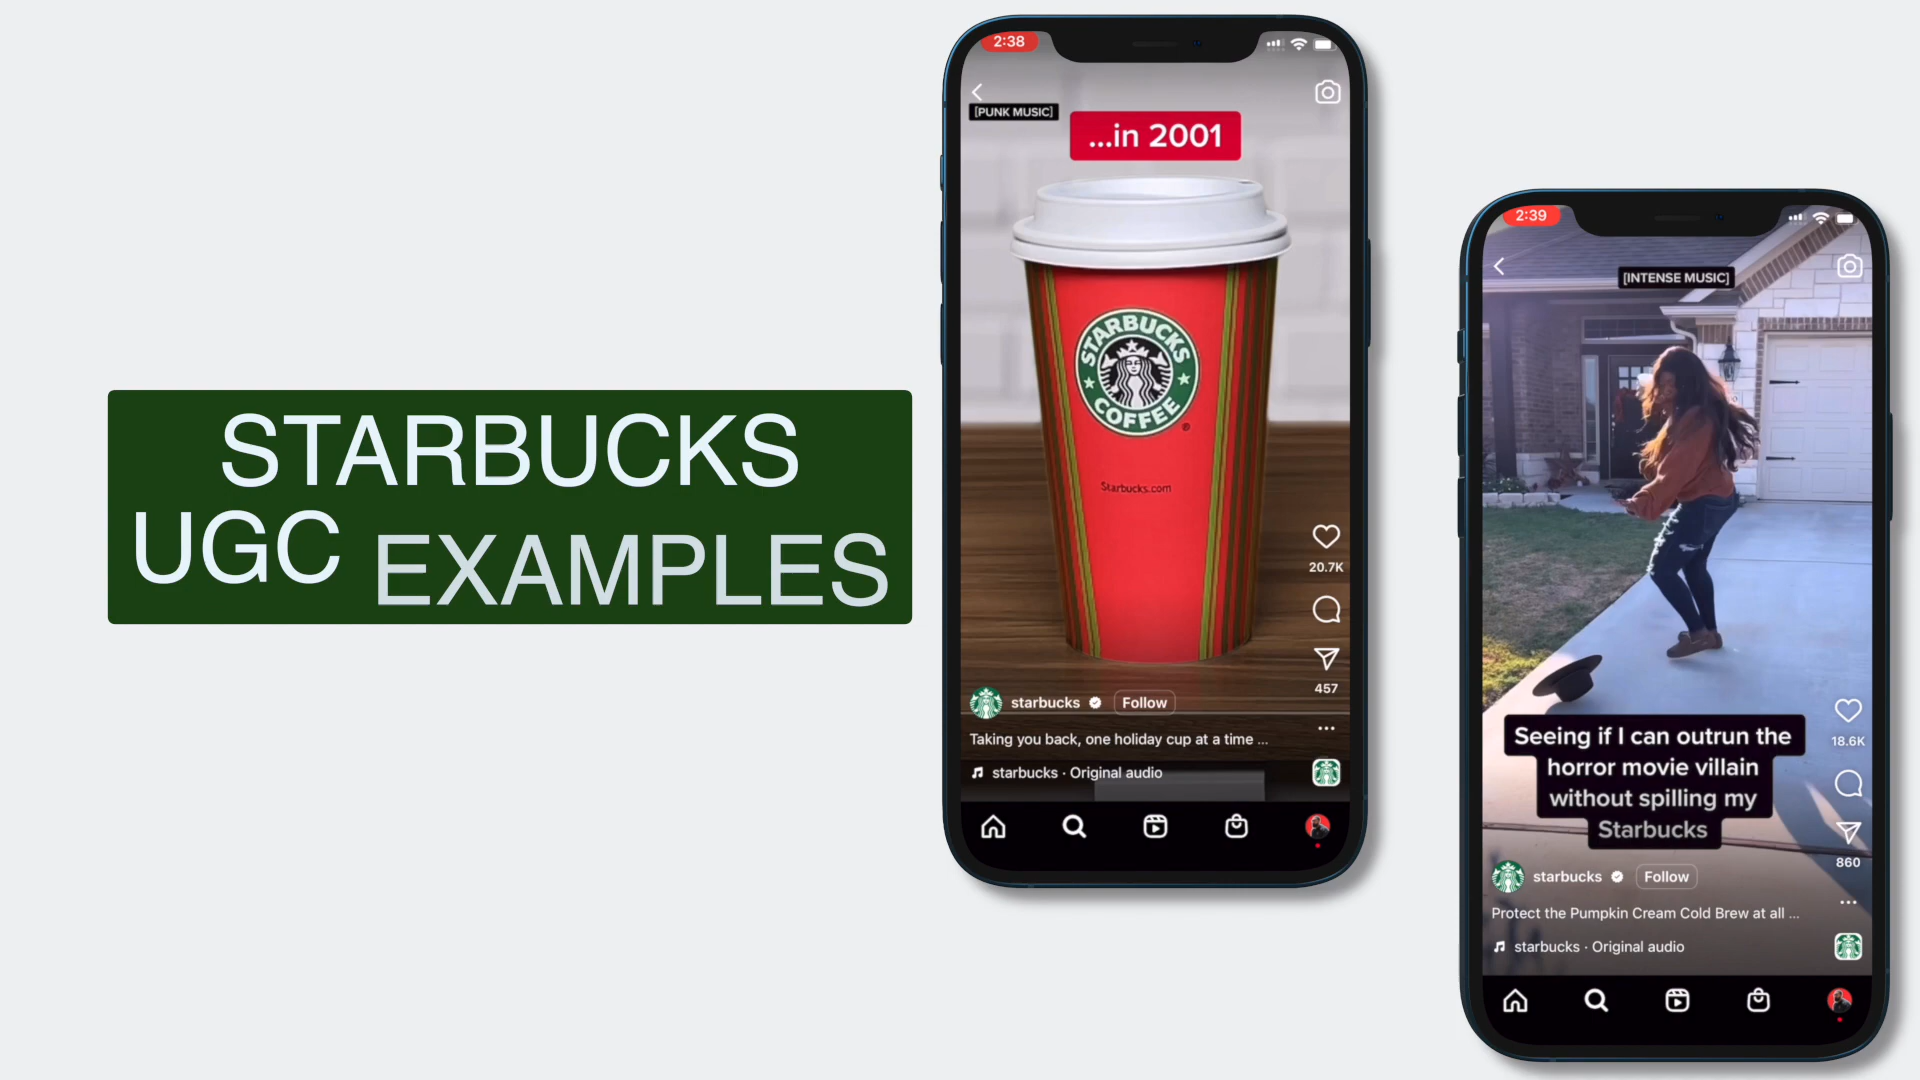 STARBUCKS
UGC EXAMPLES
2:38
[PUNK MUSIC]
...in 2001
STARBUCKS
COFFEE
®
Starbucks.com
20.7K
457
starbucks
Follow
Taking you back, one holiday cup at a time ...
starbucks · Original audio
2:39
[INTENSE MUSIC]
Seeing if I can outrun the
horror movie villain
without spilling my
Starbucks
18.6K
860
starbucks
Follow
Protect the Pumpkin Cream Cold Brew at all ...
starbucks · Original audio